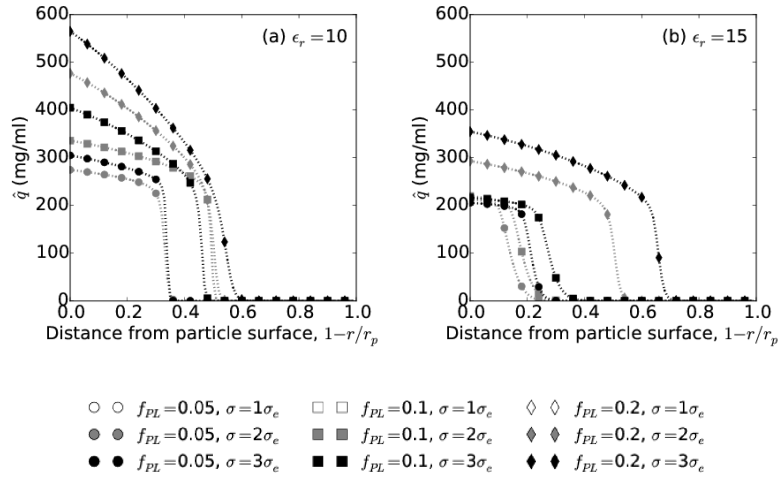 (a) ϵr=10
(b) ϵr=15
600
500
400
300
200
100
0
q̂ (mg/ml)
0.0 0.2 0.4 0.6 0.8 1.0
Distance from particle surface, 1−r/rp
600
500
400
300
200
100
0
q̂ (mg/ml)
0.0 0.2 0.4 0.6 0.8 1.0
Distance from particle surface, 1−r/rp
fPL=0.05, σ=1σe fPL=0.1, σ=1σe fPL=0.2, σ=1σe
fPL=0.05, σ=2σe fPL=0.1, σ=2σe fPL=0.2, σ=2σe
fPL=0.05, σ=3σe fPL=0.1, σ=3σe fPL=0.2, σ=3σe